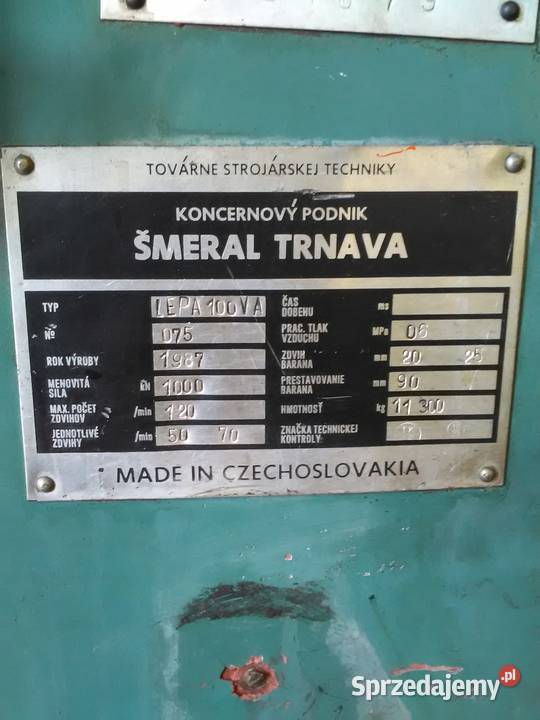 TOVÁRNE STROJÁRSKEJ TECHNIKY
KONCERNOVÝ PODNIK
ŠMERAL TRNAVA
TYP LEPA 100 V A
Nº 075
ROK VÝROBY 1987
MENOVITÁ SILA kN 1000
MAX. POČET ZDVIHOV /min 120
JEDNOTLIVÉ ZDVIHY /min 50 70
ČAS DOBEHU ms
PRAC. TLAK VZDUCHU MPa 06
ZDVIH BARANA mm 20 25
PRESTAVOVANIE BARANA mm 90
HMOTNOSŤ kg 11 300
ZNAČKA TECHNICKEJ KONTROLY
MADE IN CZECHOSLOVAKIA
Sprzedajemy.pl